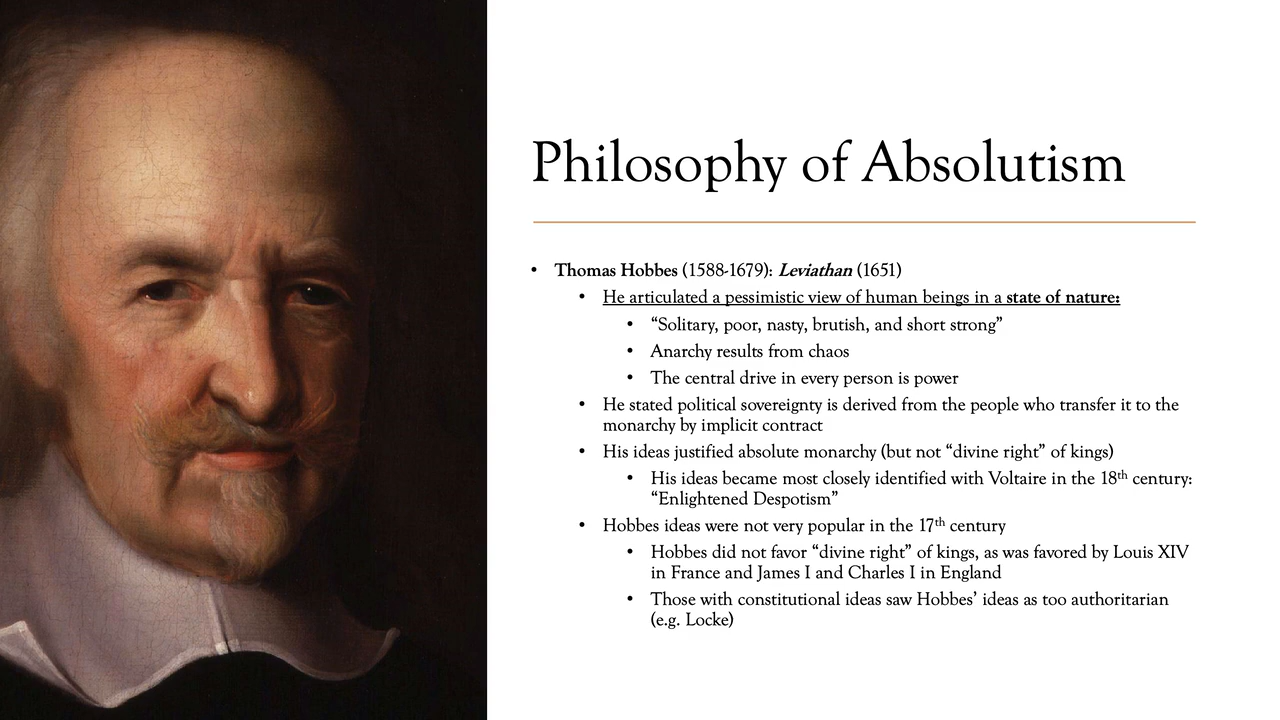 Philosophy of Absolutism
• Thomas Hobbes (1588-1679): Leviathan (1651)
• He articulated a pessimistic view of human beings in a state of nature:
• “Solitary, poor, nasty, brutish, and short strong”
• Anarchy results from chaos
• The central drive in every person is power
• He stated political sovereignty is derived from the people who transfer it to the
monarchy by implicit contract
• His ideas justified absolute monarchy (but not “divine right” of kings)
• His ideas became most closely identified with Voltaire in the 18th century:
“Enlightened Despotism”
• Hobbes ideas were not very popular in the 17th century
• Hobbes did not favor “divine right” of kings, as was favored by Louis XIV
in France and James I and Charles I in England
• Those with constitutional ideas saw Hobbes’ ideas as too authoritarian
(e.g. Locke)